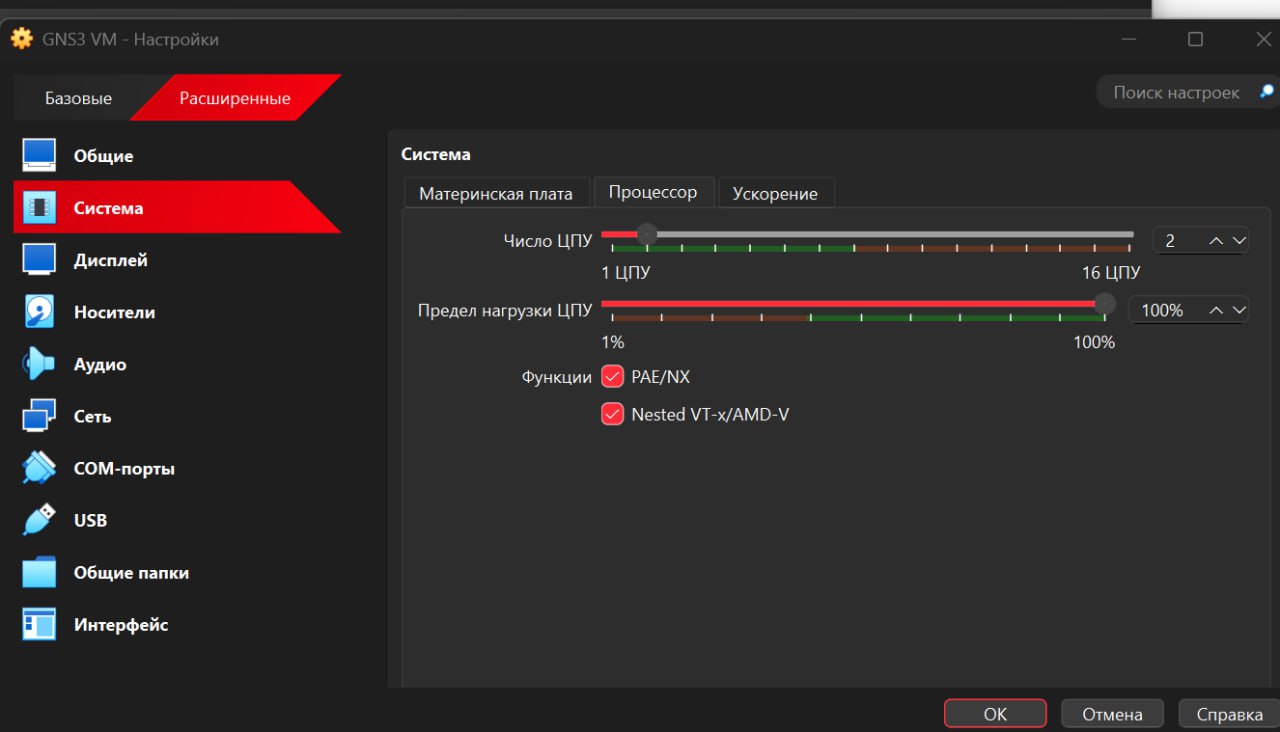 GNS3 VM - Настройки
Базовые
Расширенные
Поиск настроек
Общие
Система
Дисплей
Носители
Аудио
Сеть
COM-порты
USB
Общие папки
Интерфейс
Система
Материнская плата
Процессор
Ускорение
Число ЦПУ
2
1 ЦПУ
16 ЦПУ
Предел нагрузки ЦПУ
100%
1%
100%
Функции
PAE/NX
Nested VT-x/AMD-V
OK
Отмена
Справка